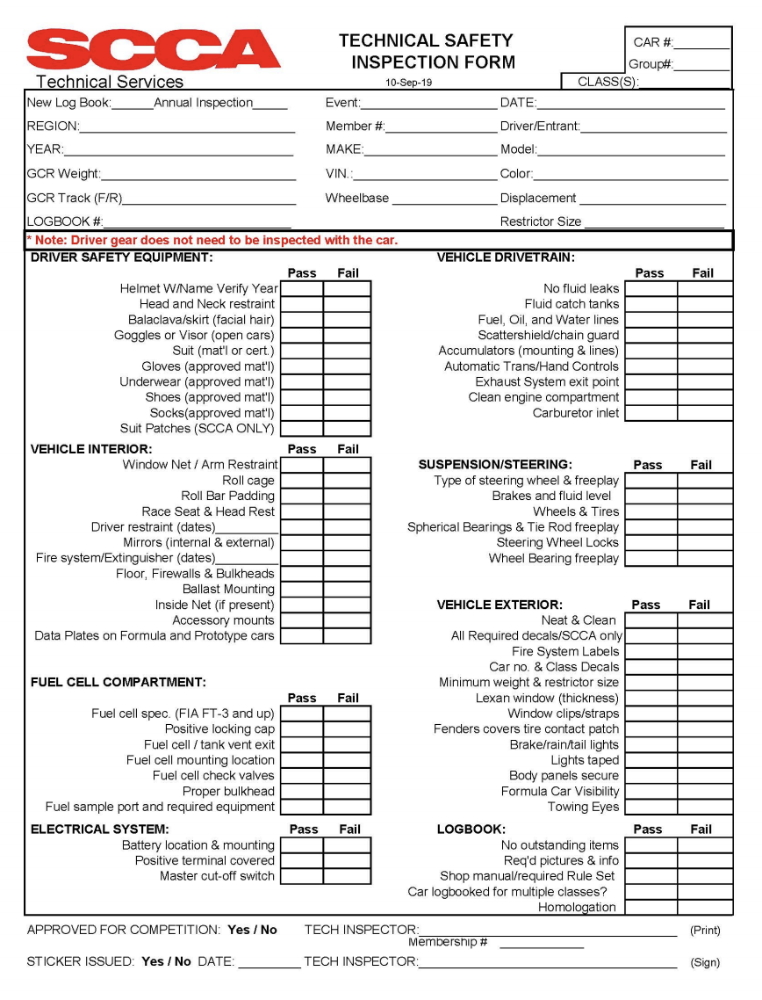 SCCA
Technical Services
TECHNICAL SAFETY
INSPECTION FORM
10-Sep-19
CAR #:________
Group#:________
CLASS(S):_____________
New Log Book:______Annual Inspection_____
Event:____________________
DATE:___________________________
REGION:_______________________________
Member #:________________
Driver/Entrant:_____________________
YEAR:_________________________________
MAKE:___________________
Model:___________________________
GCR Weight:____________________________
VIN.:_____________________
Color:____________________________
GCR Track (F/R)_________________________
Wheelbase _______________
Displacement _____________________
LOGBOOK #:___________________________
Restrictor Size ____________________
* Note: Driver gear does not need to be inspected with the car.
DRIVER SAFETY EQUIPMENT:
Pass Fail
Helmet W/Name Verify Year
Head and Neck restraint
Balaclava/skirt (facial hair)
Goggles or Visor (open cars)
Suit (mat'l or cert.)
Gloves (approved mat'l)
Underwear (approved mat'l)
Shoes (approved mat'l)
Socks(approved mat'l)
Suit Patches (SCCA ONLY)
VEHICLE INTERIOR: Pass Fail
Window Net / Arm Restraint
Roll cage
Roll Bar Padding
Race Seat & Head Rest
Driver restraint (dates)_________
Mirrors (internal & external)
Fire system/Extinguisher (dates)_________
Floor, Firewalls & Bulkheads
Ballast Mounting
Inside Net (if present)
Accessory mounts
Data Plates on Formula and Prototype cars
FUEL CELL COMPARTMENT:
Pass Fail
Fuel cell spec. (FIA FT-3 and up)
Positive locking cap
Fuel cell / tank vent exit
Fuel cell mounting location
Fuel cell check valves
Proper bulkhead
Fuel sample port and required equipment
ELECTRICAL SYSTEM: Pass Fail
Battery location & mounting
Positive terminal covered
Master cut-off switch
VEHICLE DRIVETRAIN:
Pass Fail
No fluid leaks
Fluid catch tanks
Fuel, Oil, and Water lines
Scattershield/chain guard
Accumulators (mounting & lines)
Automatic Trans/Hand Controls
Exhaust System exit point
Clean engine compartment
Carburetor inlet
SUSPENSION/STEERING: Pass Fail
Type of steering wheel & freeplay
Brakes and fluid level
Wheels & Tires
Spherical Bearings & Tie Rod freeplay
Steering Wheel Locks
Wheel Bearing freeplay
VEHICLE EXTERIOR: Pass Fail
Neat & Clean
All Required decals/SCCA only
Fire System Labels
Car no. & Class Decals
Minimum weight & restrictor size
Lexan window (thickness)
Window clips/straps
Fenders covers tire contact patch
Brake/rain/tail lights
Lights taped
Body panels secure
Formula Car Visibility
Towing Eyes
LOGBOOK: Pass Fail
No outstanding items
Req'd pictures & info
Shop manual/required Rule Set
Car logbooked for multiple classes?
Homologation
APPROVED FOR COMPETITION: Yes / No TECH INSPECTOR:_____________________________________ (Print)
Membership # ____________
STICKER ISSUED: Yes / No DATE: _________ TECH INSPECTOR:_____________________________________ (Sign)